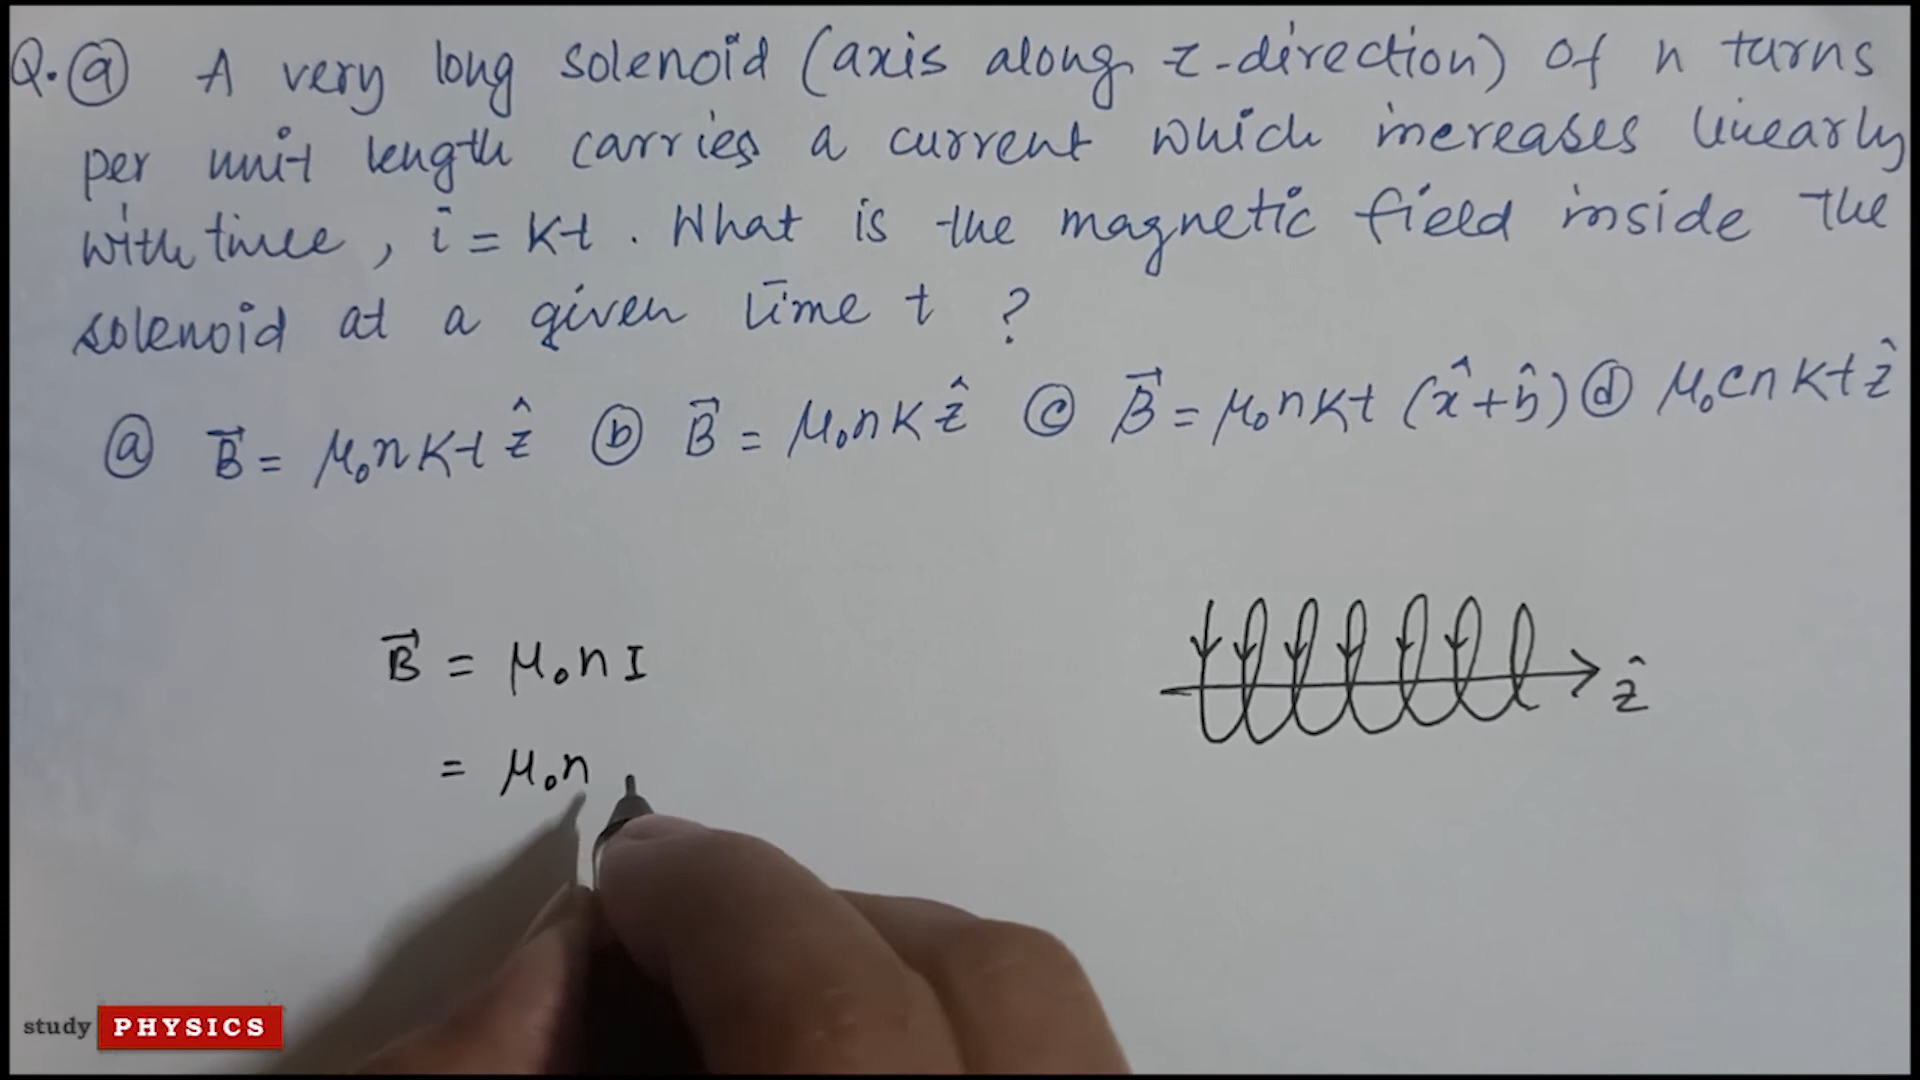 Q. (a) A very long solenoid (axis along z-direction) of n turns
per unit length carries a current which increases linearly
with time, i = Kt. What is the magnetic field inside the
solenoid at a given time t ?
(a) B⃗ = μ₀nKt ẑ (b) B⃗ = μ₀nK ẑ (c) B⃗ = μ₀nKt (x̂+ĥ) (d) μ₀cnKt ẑ
B⃗ = μ₀nI
= μ₀n
ẑ
study PHYSICS